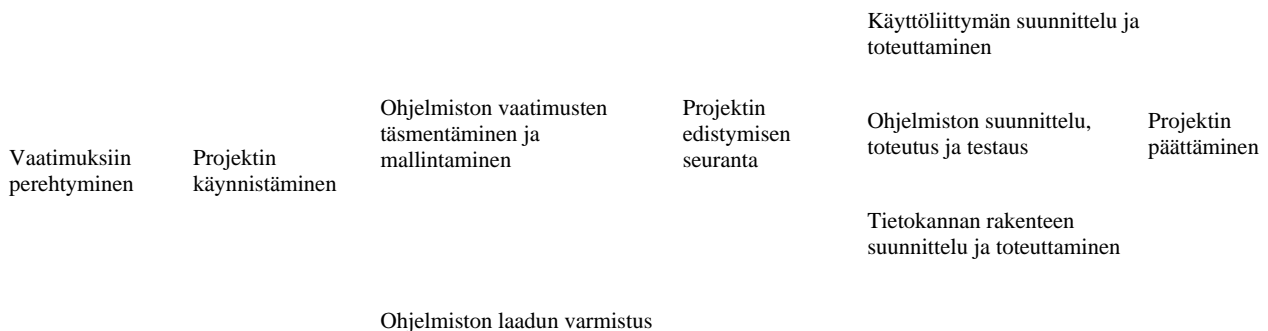 Vaatimuksiin
perehtyminen
Projektin
käynnistäminen
Ohjelmiston vaatimusten
täsmentäminen ja
mallintaminen
Ohjelmiston laadun varmistus
Projektin
edistymisen
seuranta
Käyttöliittymän suunnittelu ja
toteuttaminen
Ohjelmiston suunnittelu,
toteutus ja testaus
Tietokannan rakenteen
suunnittelu ja toteuttaminen
Projektin
päättäminen